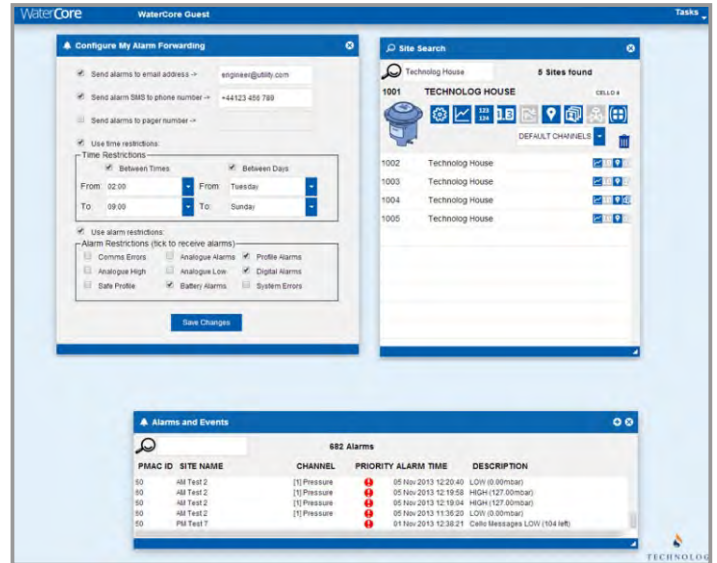 WaterCore WaterCore Guest Tasks
Configure My Alarm Forwarding
Send alarms to email address -> engineer@utility.com
Send alarm SMS to phone number -> +44123 456 789
Send alarms to pager number ->
Use time restrictions:
Time Restrictions
Between Times Between Days
From: 02:00 From: Tuesday
To: 09:00 To: Sunday
Use alarm restrictions:
Alarm Restrictions (tick to receive alarms)
Comms Errors Analogue Alarms Profile Alarms
Analogue High Analogue Low Digital Alarms
Safe Profile Battery Alarms System Errors
Save Changes
Site Search
Technolog House 5 Sites found
1001 TECHNOLOG HOUSE CELLO 4
123
124
DEFAULT CHANNELS
1002 Technolog House
1003 Technolog House
1004 Technolog House
1005 Technolog House
Alarms and Events
682 Alarms
PMAC ID SITE NAME CHANNEL PRIORITY ALARM TIME DESCRIPTION
60 AM Test 2 [1] Pressure 05 Nov 2013 12:20:40 LOW (0.00mbar)
60 AM Test 2 [1] Pressure 05 Nov 2013 12:19:58 HIGH (127.00mbar)
60 AM Test 2 [1] Pressure 05 Nov 2013 12:19:04 HIGH (127.00mbar)
60 AM Test 2 [1] Pressure 05 Nov 2013 11:36:20 LOW (0.00mbar)
50 PM Test 7 01 Nov 2013 12:38:21 Cello Messages LOW (104 left)
TECHNOLOG